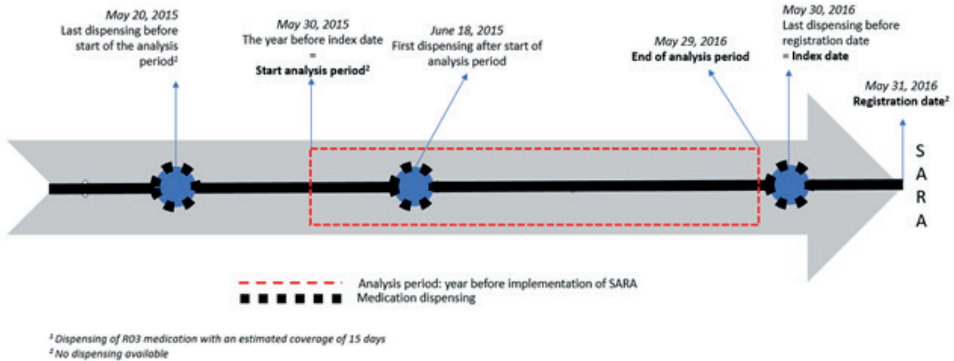 May 20, 2015
Last dispensing before
start of the analysis
period²
May 30, 2015
The year before index date
=
Start analysis period²
June 18, 2015
First dispensing after start of
analysis period
May 29, 2016
End of analysis period
May 30, 2016
Last dispensing before
registration date
= Index date
May 31, 2016
Registration date²
S
A
R
A
Analysis period: year before implementation of SARA
Medication dispensing
¹ Dispensing of R03 medication with an estimated coverage of 15 days
² No dispensing available